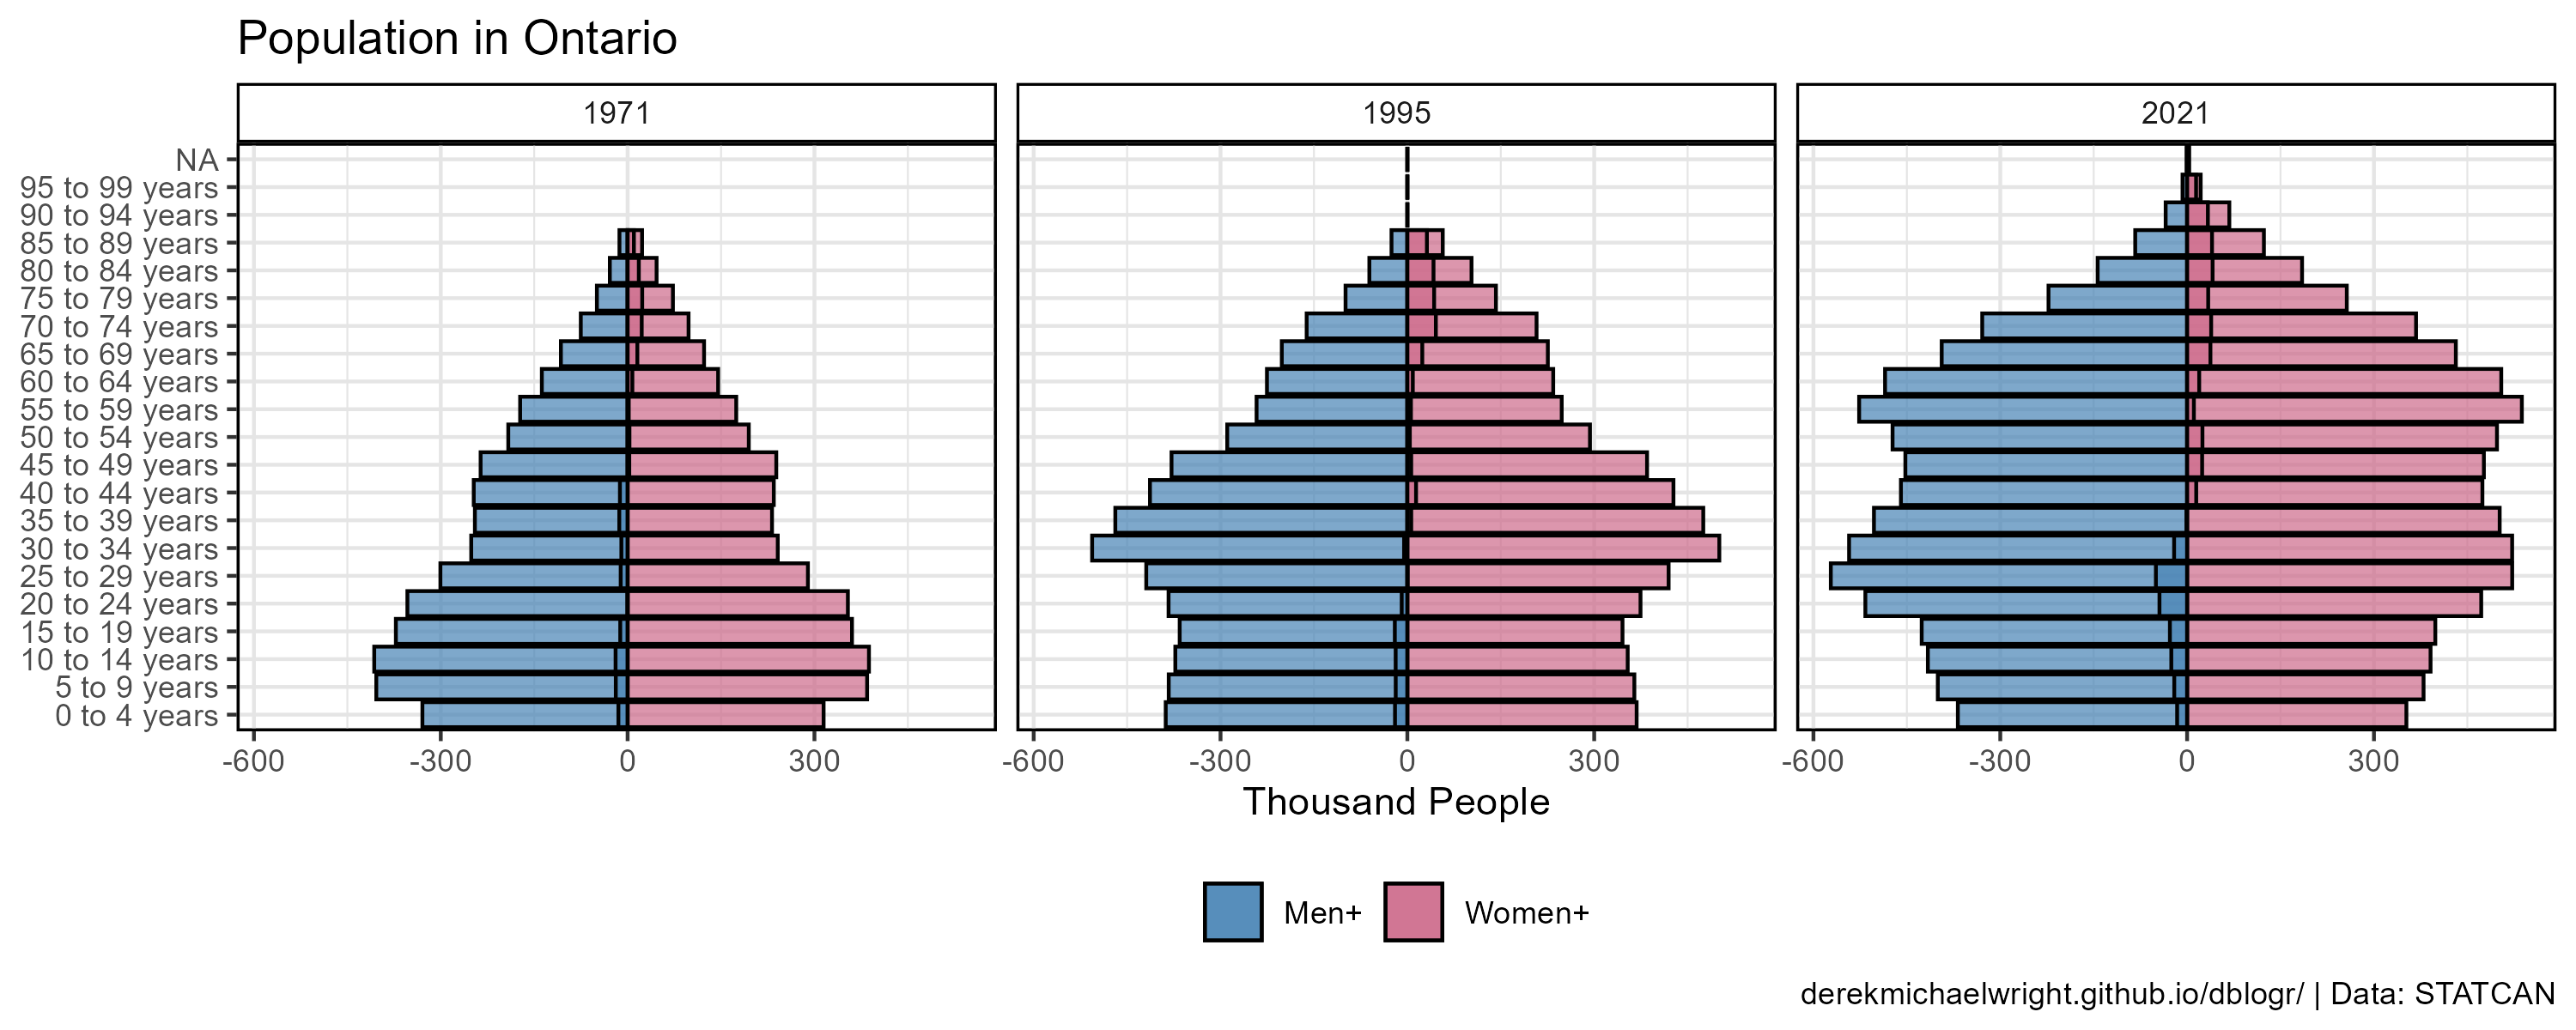 Population in Ontario
1971 1995 2021
NA
95 to 99 years
90 to 94 years
85 to 89 years
80 to 84 years
75 to 79 years
70 to 74 years
65 to 69 years
60 to 64 years
55 to 59 years
50 to 54 years
45 to 49 years
40 to 44 years
35 to 39 years
30 to 34 years
25 to 29 years
20 to 24 years
15 to 19 years
10 to 14 years
5 to 9 years
0 to 4 years
-600 -300 0 300 -600 -300 0 300 -600 -300 0 300
Thousand People
Men+ Women+
derekmichaelwright.github.io/dblogr/ | Data: STATCAN